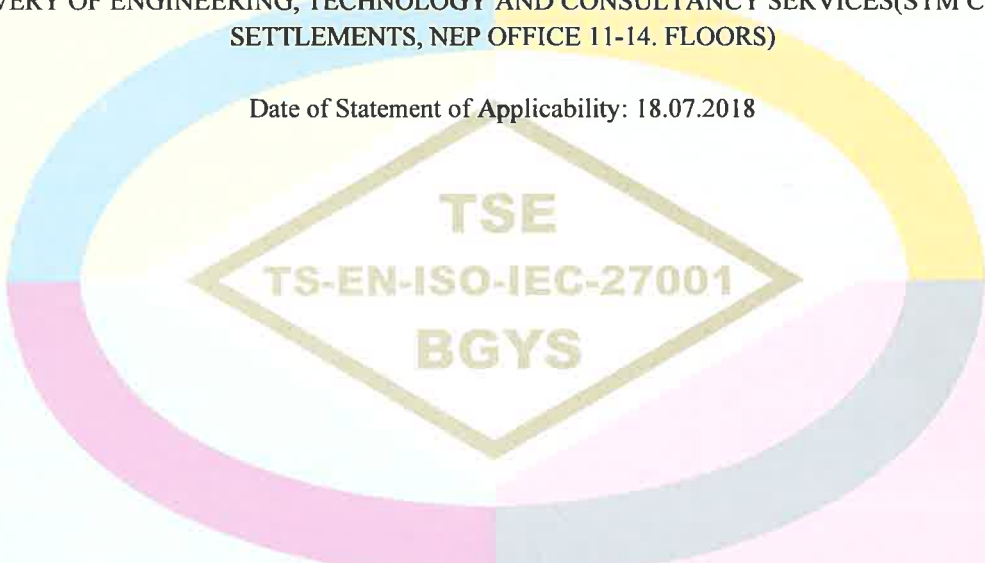 OF ENGINEERING, TECHNOLOGY AND CONSULTANCY SERVICES(STM
SETTLEMENTS, NEP OFFICE 11-14. FLOORS)
Date of Statement of Applicability: 18.07.2018
TSE
TS-EN-ISO-IEC-27001
BGYS